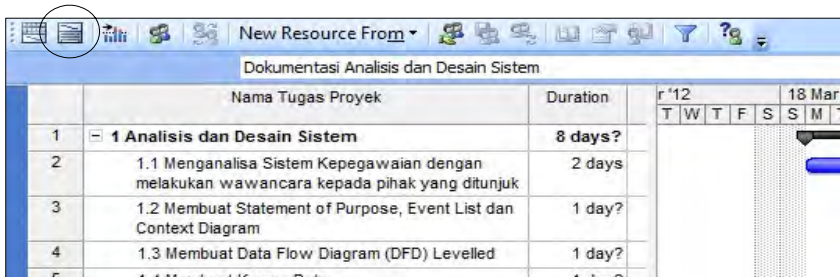 New Resource From
Dokumentasi Analisis dan Desain Sistem
Nama Tugas Proyek Duration r '12 18 Mar
T W T F S S M T
1 1 Analisis dan Desain Sistem 8 days?
2 1.1 Menganalisa Sistem Kepegawaian dengan 2 days
melakukan wawancara kepada pihak yang ditunjuk
3 1.2 Membuat Statement of Purpose, Event List dan 1 day?
Context Diagram
4 1.3 Membuat Data Flow Diagram (DFD) Levelled 1 day?